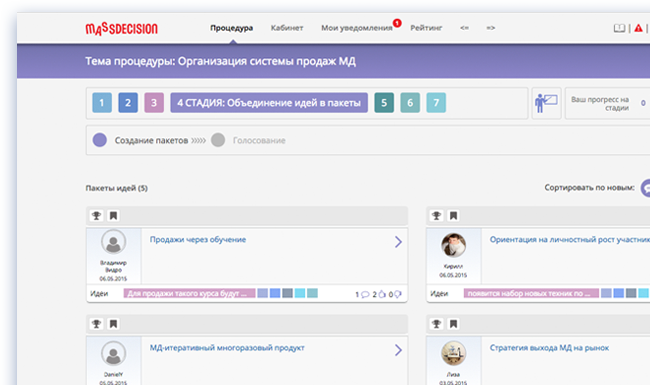 MASSDECISION
Процедура Кабинет Мои уведомления 1 Рейтинг <= =>
Тема процедуры: Организация системы продаж МД
1 2 3 4 СТАДИЯ: Объединение идей в пакеты 5 6 7
Ваш прогресс на стадии 0
Создание пакетов »»» Голосование
Пакеты идей (5)
Сортировать по новым:
Продажи через обучение
Владимир
Видро
06.05.2015
Идеи Для продажи такого курса будут ... 1 2 0
Ориентация на личностный рост участник
Кирилл
06.05.2015
Идеи появится набор новых техник по ...
МД-итеративный многоразовый продукт
DanielY
05.05.2015
Стратегия выхода МД на рынок
Лиза
03.05.2015